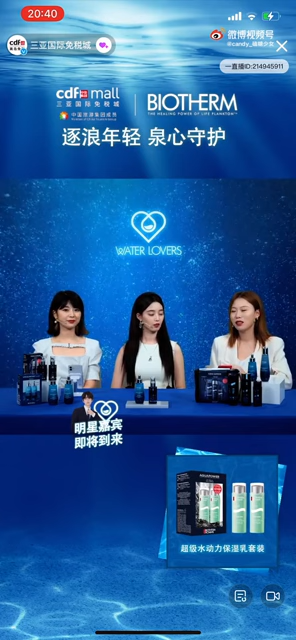 20:40
三亚国际免税城
微博视频号
@candy_喵喵少女
一直播ID:214945911
cdf mall
三亚国际免税城
中国旅游集团成员
BIOTHERM
THE HEALING POWER OF LIFE PLANKTON™
逐浪年轻 泉心守护
WATER LOVERS
明星嘉宾
即将到来
超级水动力保湿乳套装